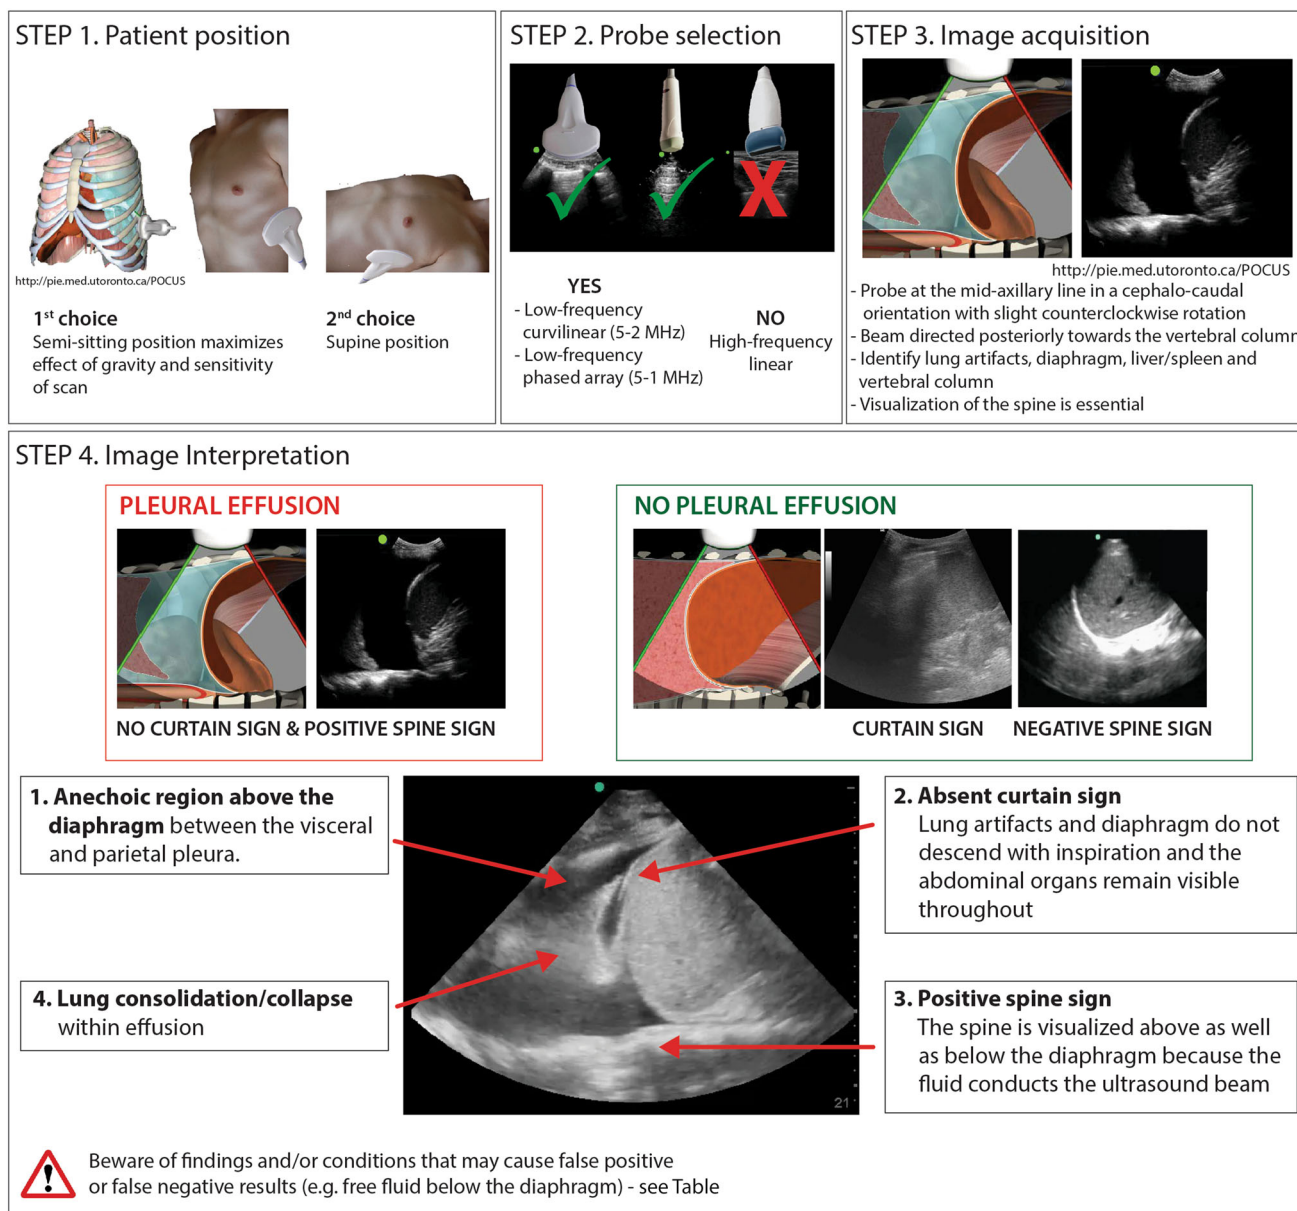 STEP 1. Patient position
http://pie.med.utoronto.ca/POCUS
1st choice
Semi-sitting position maximizes
effect of gravity and sensitivity
of scan
2nd choice
Supine position
STEP 2. Probe selection
YES
- Low-frequency
curvilinear (5-2 MHz)
- Low-frequency
phased array (5-1 MHz)
NO
High-frequency
linear
STEP 3. Image acquisition
http://pie.med.utoronto.ca/POCUS
- Probe at the mid-axillary line in a cephalo-caudal
orientation with slight counterclockwise rotation
- Beam directed posteriorly towards the vertebral column
- Identify lung artifacts, diaphragm, liver/spleen and
vertebral column
- Visualization of the spine is essential
STEP 4. Image Interpretation
PLEURAL EFFUSION
NO CURTAIN SIGN & POSITIVE SPINE SIGN
NO PLEURAL EFFUSION
CURTAIN SIGN
NEGATIVE SPINE SIGN
1. Anechoic region above the
diaphragm between the visceral
and parietal pleura.
2. Absent curtain sign
Lung artifacts and diaphragm do not
descend with inspiration and the
abdominal organs remain visible
throughout
4. Lung consolidation/collapse
within effusion
3. Positive spine sign
The spine is visualized above as well
as below the diaphragm because the
fluid conducts the ultrasound beam
21
Beware of findings and/or conditions that may cause false positive
or false negative results (e.g. free fluid below the diaphragm) - see Table